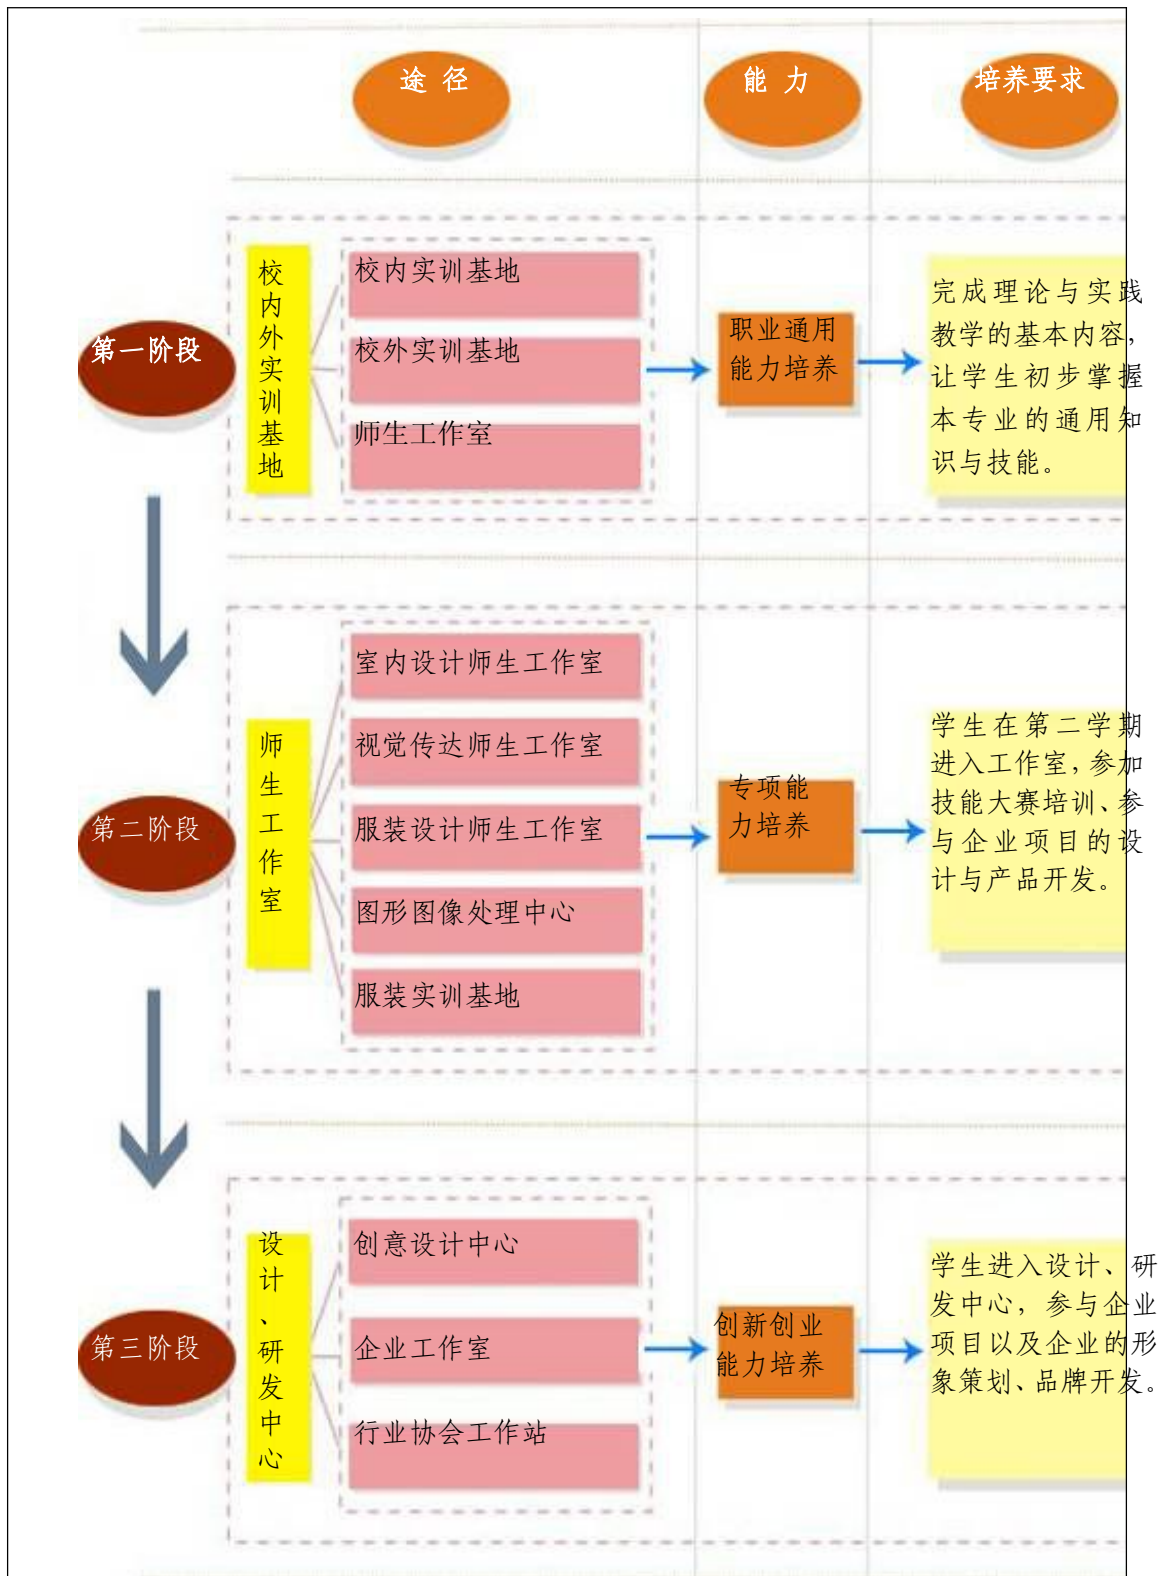 途 径
能 力
培养要求
第一阶段
校内外实训基地
校内实训基地
校外实训基地
师生工作室
职业通用
能力培养
完成理论与实践
教学的基本内容，
让学生初步掌握
本专业的通用知
识与技能。
第二阶段
师生工作室
室内设计师生工作室
视觉传达师生工作室
服装设计师生工作室
图形图像处理中心
服装实训基地
专项能
力培养
学生在第二学期
进入工作室，参加
技能大赛培训、参
与企业项目的设
计与产品开发。
第三阶段
设计、研发中心
创意设计中心
企业工作室
行业协会工作站
创新创业
能力培养
学生进入设计、研
发中心，参与企业
项目以及企业的形
象策划、品牌开发。